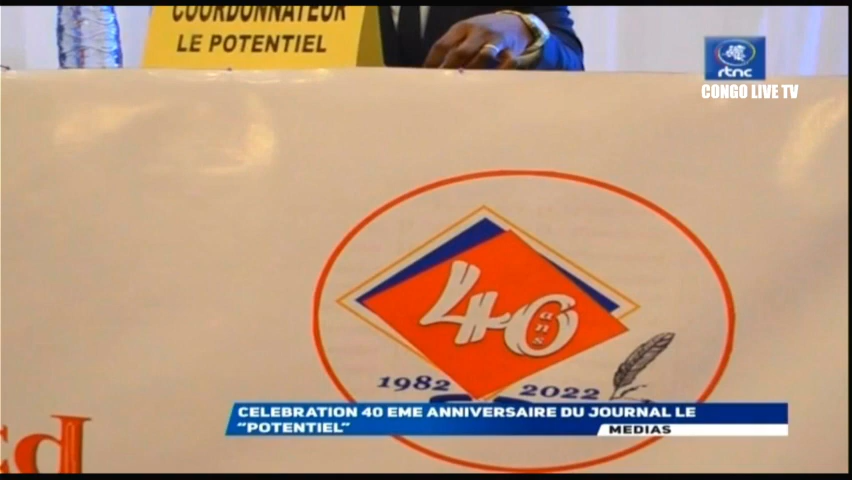 COORDONNATEUR
LE POTENTIEL
rtnc
CONGO LIVE TV
40
ans
1982 2022
CELEBRATION 40 EME ANNIVERSAIRE DU JOURNAL LE
"POTENTIEL"
MEDIAS
Ed